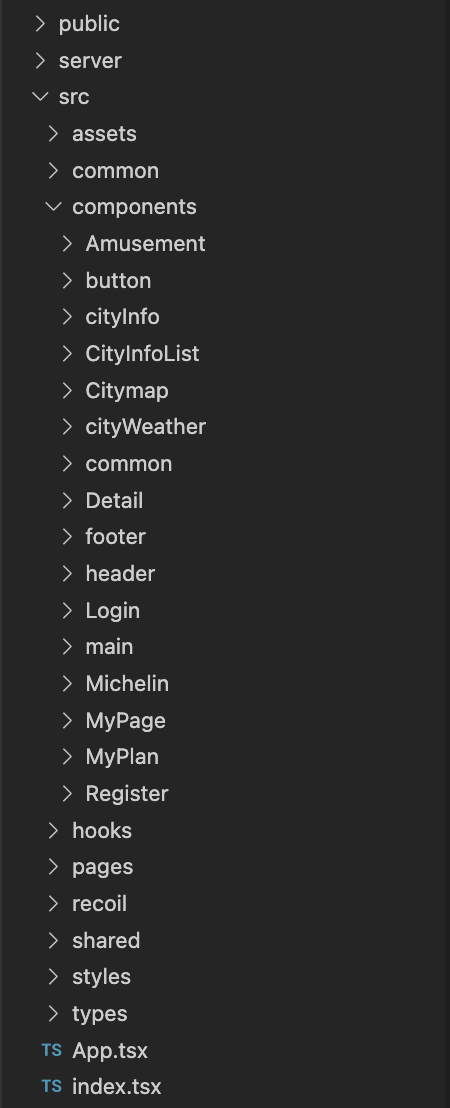 public
server
src
assets
common
components
Amusement
button
cityInfo
CityInfoList
Citymap
cityWeather
common
Detail
footer
header
Login
main
Michelin
MyPage
MyPlan
Register
hooks
pages
recoil
shared
styles
types
TS App.tsx
TS index.tsx